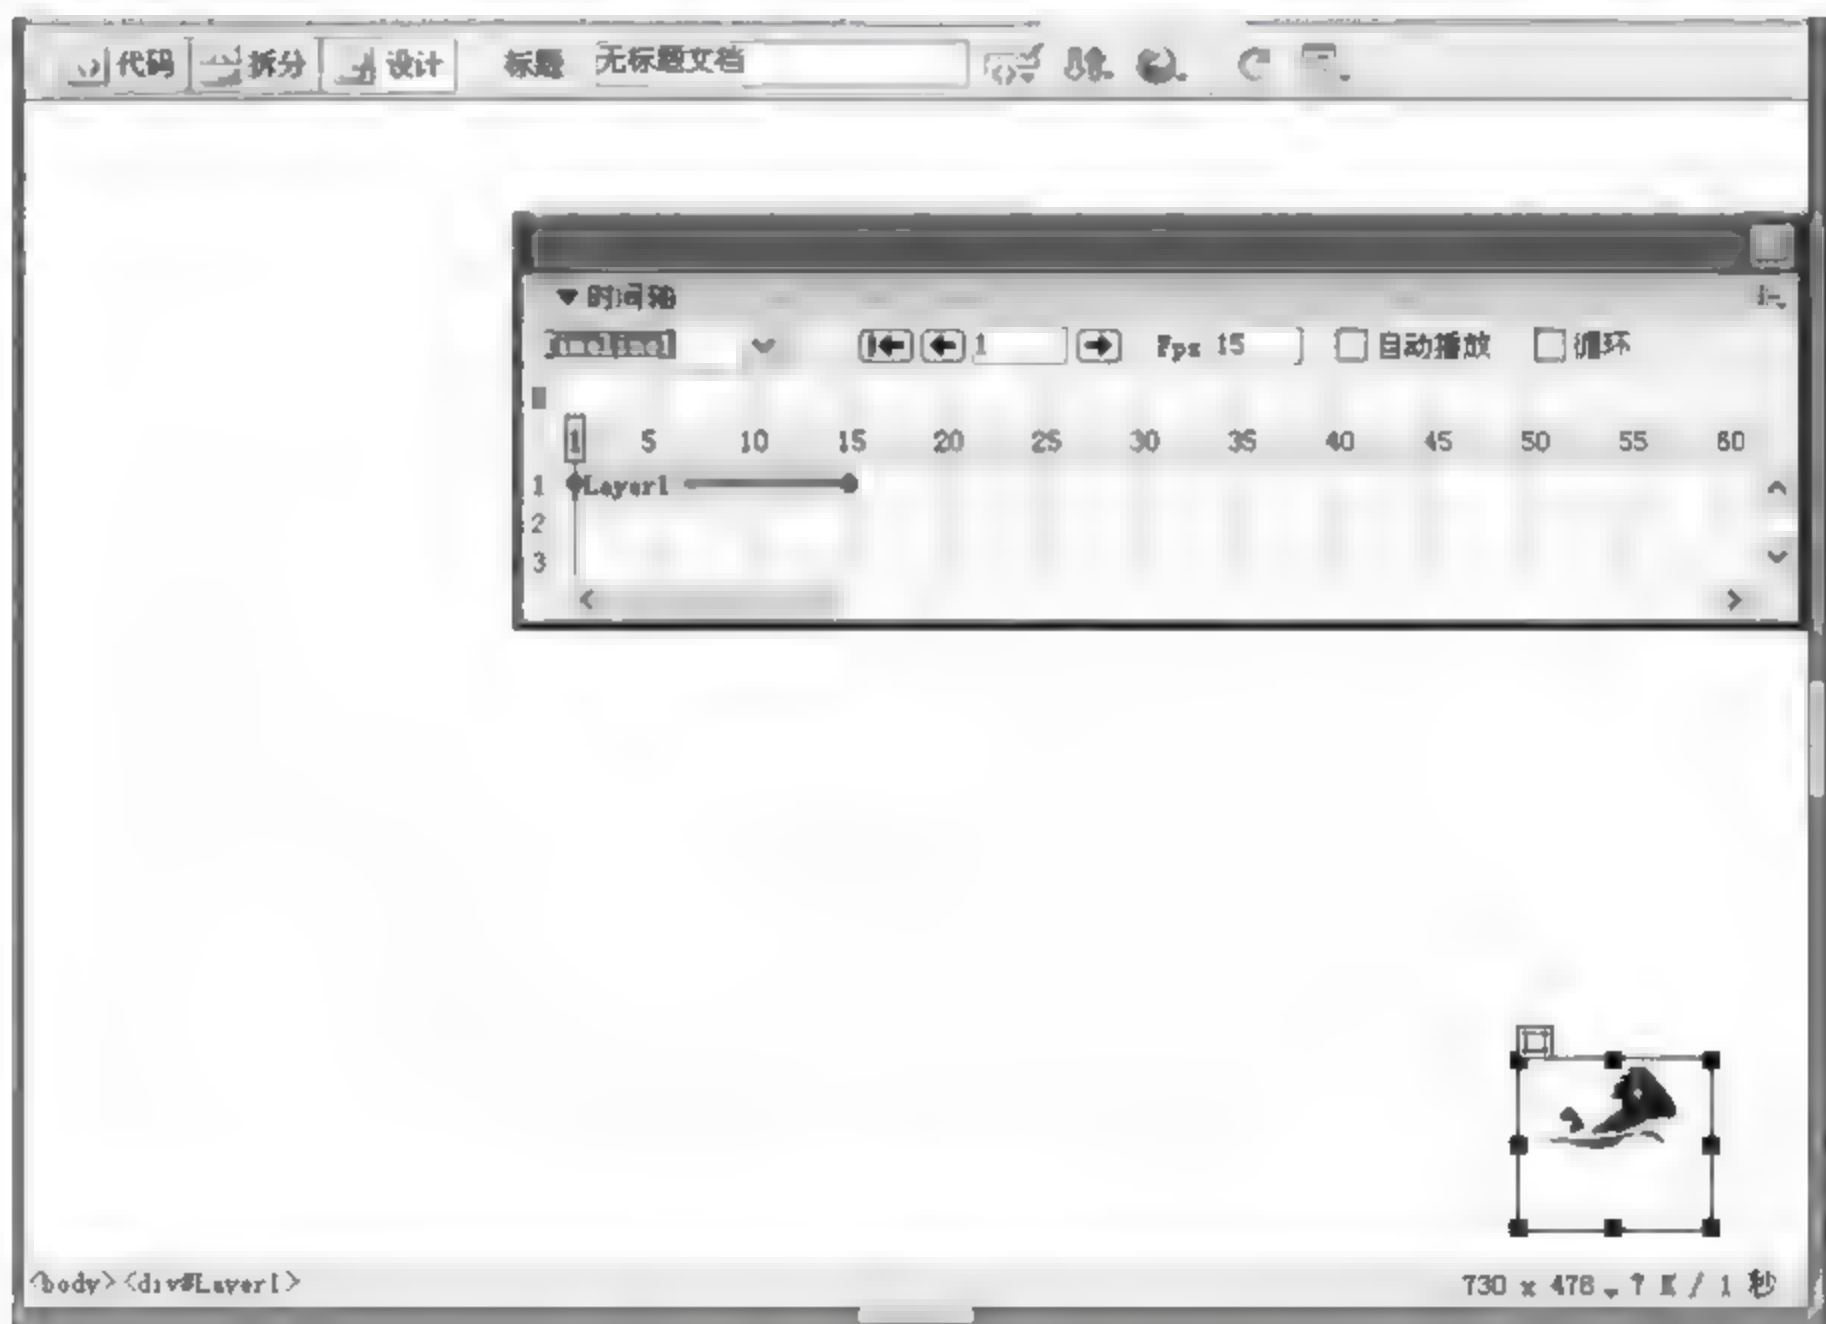 代码 拆分 设计 标题 无标题文档
时间轴
Timeline1 1 Fps 15 自动播放 循环
1 5 10 15 20 25 30 35 40 45 50 55 60
1 Layer1
2
3
<body><div#Layer1> 730 x 476 ? K / 1 秒